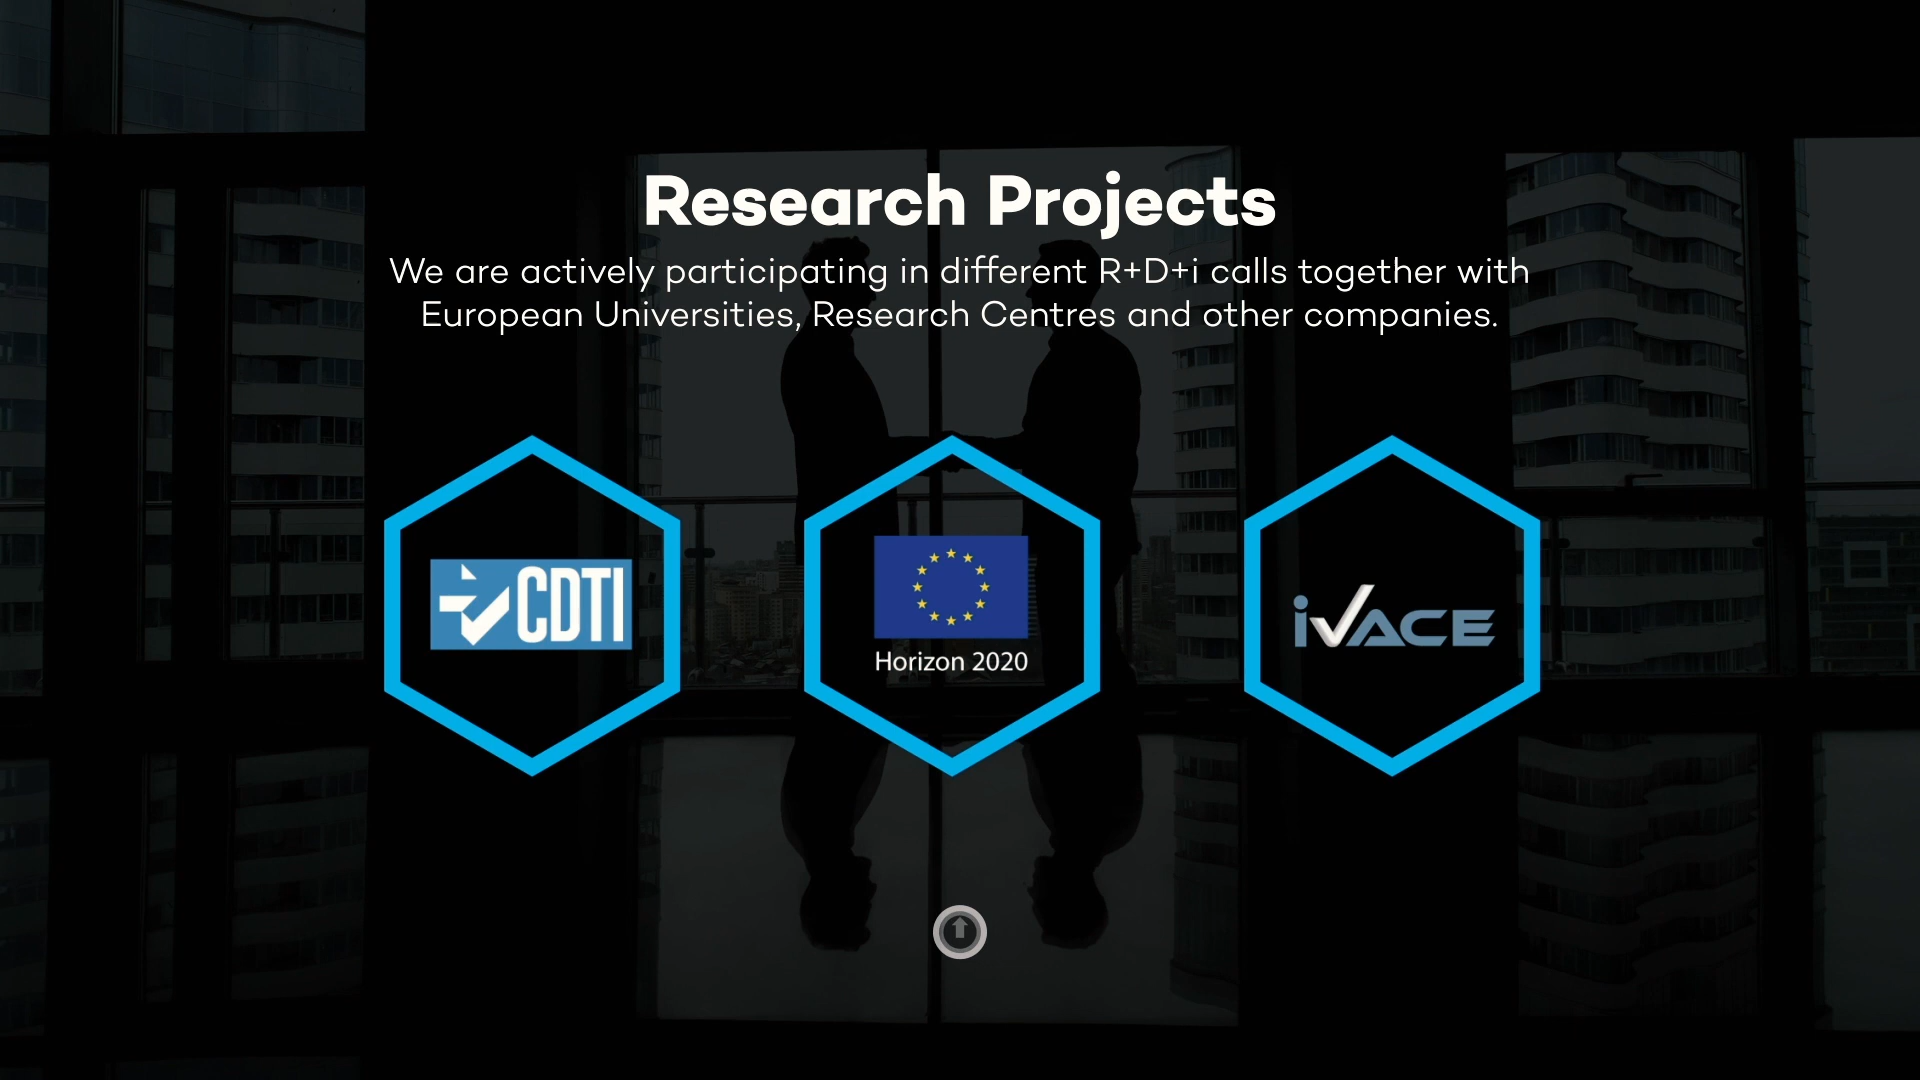 Research Projects
We are actively participating in different R+D+i calls together with
European Universities, Research Centres and other companies.
CDTI
Horizon 2020
iVACE